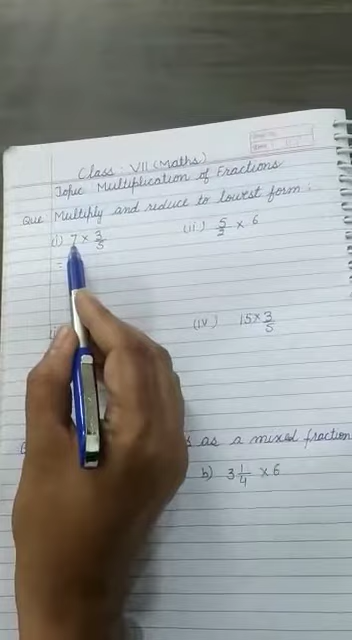 Class : VII (Maths)
Topic Multiplication of Fractions
Que Multiply and reduce to lowest form :
(i) 7 × 3/5 (ii) 5/2 × 6
=
(iv) 15 × 3/5
as a mixed fraction
b) 3 1/4 × 6